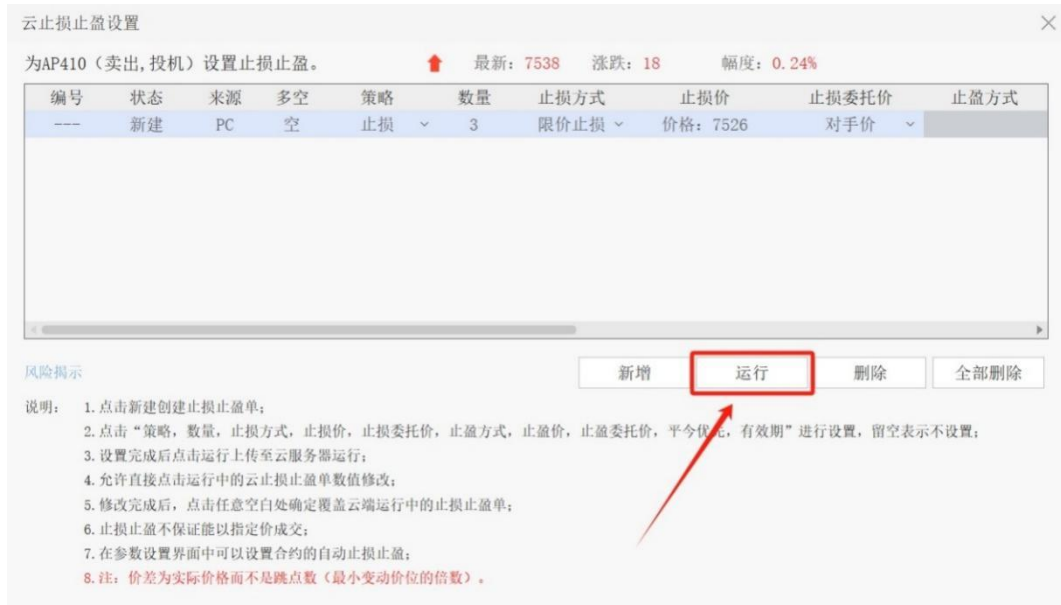 云止损止盈设置
为AP410（卖出,投机）设置止损止盈。 最新: 7538 涨跌: 18 幅度: 0.24%
编号 状态 来源 多空 策略 数量 止损方式 止损价 止损委托价 止盈方式
--- 新建 PC 空 止损 3 限价止损 价格: 7526 对手价
风险揭示 新增 运行 删除 全部删除
说明: 1.点击新建创建止损止盈单;
2.点击“策略, 数量, 止损方式, 止损价, 止损委托价, 止盈方式, 止盈价, 止盈委托价, 平今优先, 有效期”进行设置, 留空表示不设置;
3.设置完成后点击运行上传至云服务器运行;
4.允许直接点击运行中的云止损止盈单数值修改;
5.修改完成后, 点击任意空白处确定覆盖云端运行中的止损止盈单;
6.止损止盈不保证能以指定价成交;
7.在参数设置界面中可以设置合约的自动止损止盈;
8.注: 价差为实际价格而不是跳点数（最小变动价位的倍数）。